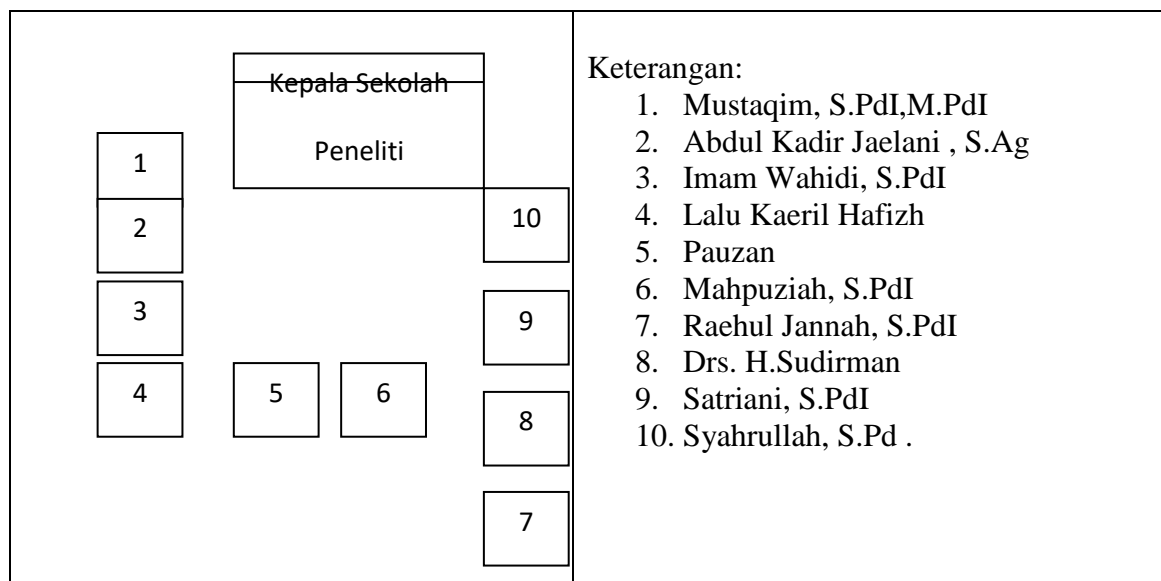 Kepala Sekolah
Peneliti
1
2
3
4
5
6
10
9
8
7
Keterangan:
1. Mustaqim, S.PdI,M.PdI
2. Abdul Kadir Jaelani , S.Ag
3. Imam Wahidi, S.PdI
4. Lalu Kaeril Hafizh
5. Pauzan
6. Mahpuziah, S.PdI
7. Raehul Jannah, S.PdI
8. Drs. H.Sudirman
9. Satriani, S.PdI
10. Syahrullah, S.Pd .